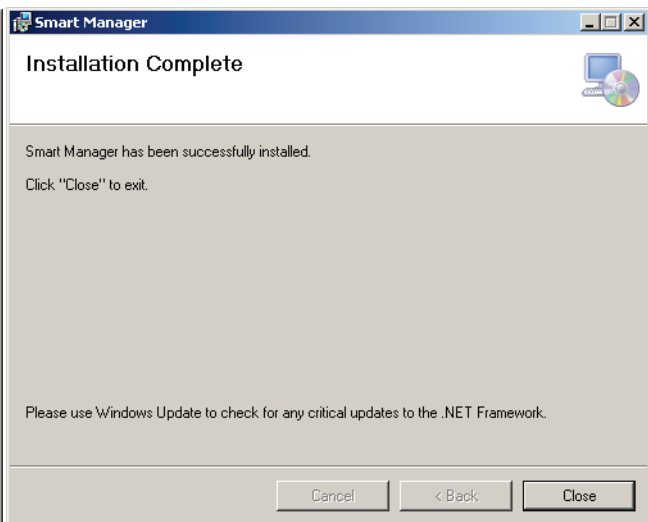 Smart Manager
Installation Complete
Smart Manager has been successfully installed.
Click "Close" to exit.
Please use Windows Update to check for any critical updates to the .NET Framework.
Cancel
< Back
Close